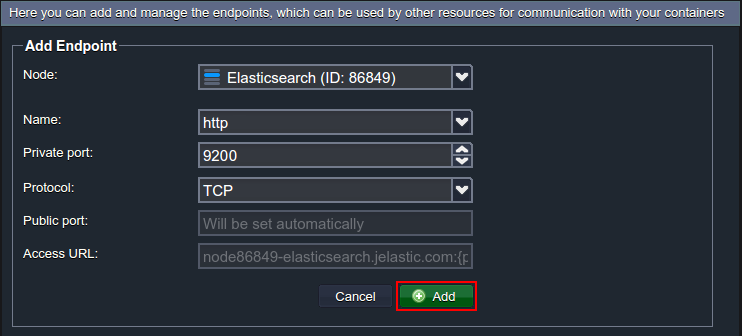 Here you can add and manage the endpoints, which can be used by other resources for communication with your containers
Add Endpoint
Node: Elasticsearch (ID: 86849)
Name: http
Private port: 9200
Protocol: TCP
Public port: Will be set automatically
Access URL: node86849-elasticsearch.jelastic.com:{p
Cancel Add